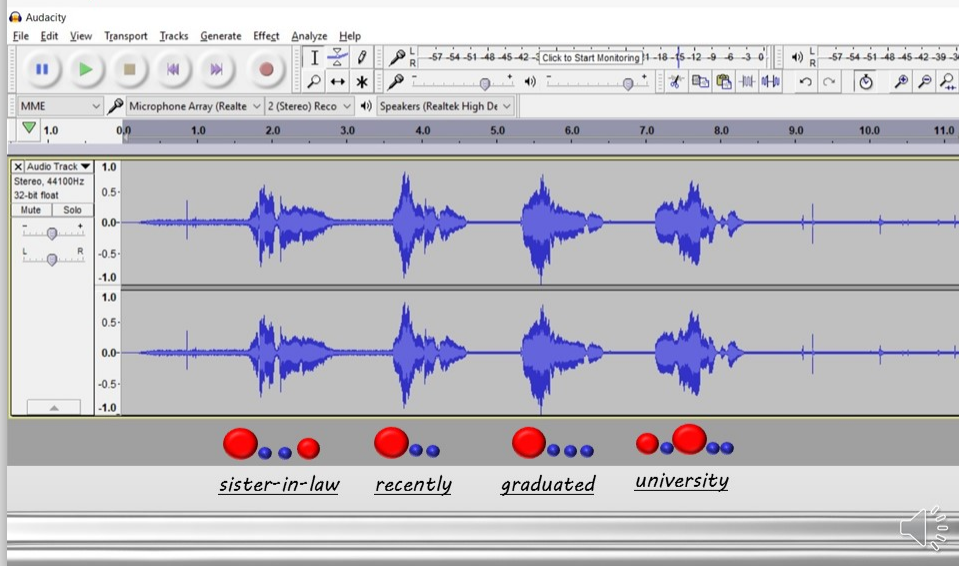 Audacity
File Edit View Transport Tracks Generate Effect Analyze Help
L R -57 -54 -51 -48 -45 -42 Click to Start Monitoring -18 -15 -12 -9 -6 -3 0 L R -57 -54 -51 -48 -45 -42 -39
MME Microphone Array (Realte 2 (Stereo) Reco Speakers (Realtek High De
1.0 0.0 1.0 2.0 3.0 4.0 5.0 6.0 7.0 8.0 9.0 10.0 11.0
X Audio Track 1.0
Stereo, 44100Hz
32-bit float 0.5
Mute Solo
- + 0.0
L R -0.5
-1.0
1.0
0.5
0.0
-0.5
-1.0
sister-in-law recently graduated university